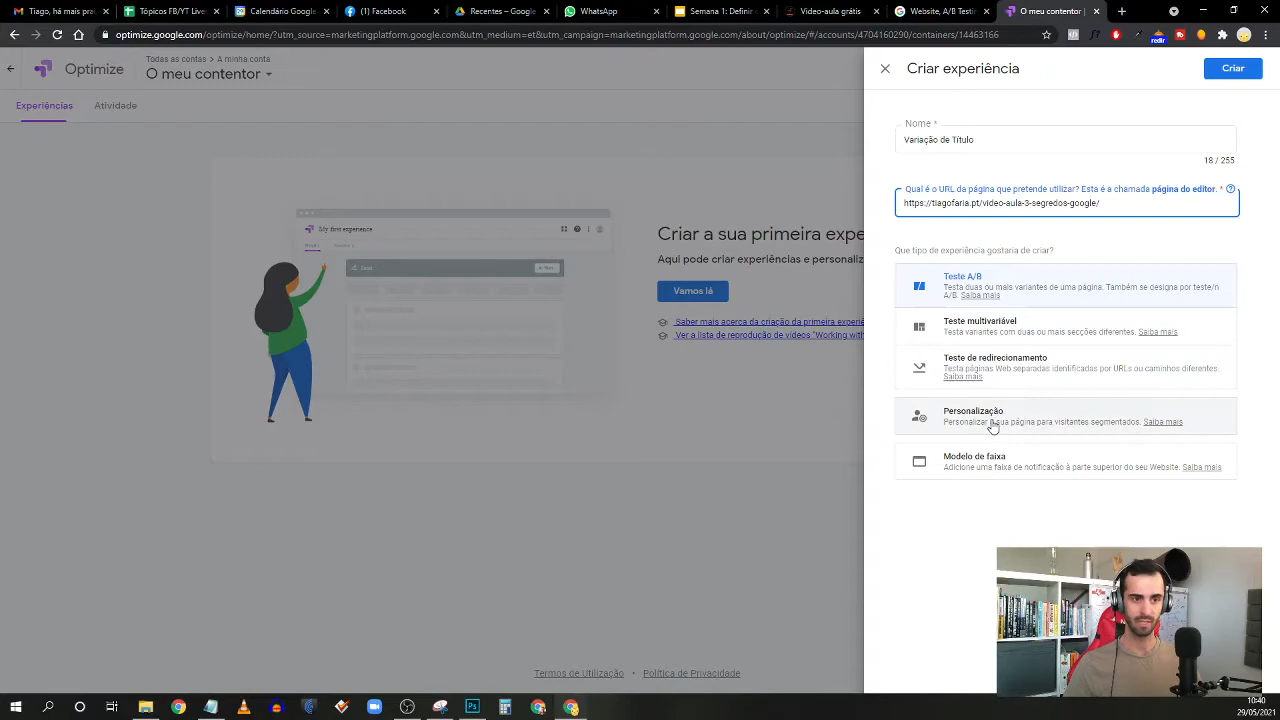 Tiago, há mais pra
Tópicos FB/YT Lives
Calendário Google
(1) Facebook
Recentes – Google
WhatsApp
Semana 1: Definir
Vídeo-aula grátis
Website, A/B Testin
O meu contentor |
optimize.google.com/optimize/home/?utm_source=marketingplatform.google.com&utm_medium=et&utm_campaign=marketingplatform.google.com/about/optimize/#/accounts/4704160290/containers/14463166
redir
Optimize
Todas as contas > A minha conta
O meu contentor
Criar experiência
Criar
Experiências
Atividade
Nome *
Variação de Título
18 / 255
Qual é o URL da página que pretende utilizar? Esta é a chamada página do editor. *
https://tiagofaria.pt/video-aula-3-segredos-google/
My first experience
Criar a sua primeira expe
Aqui pode criar experiências e personaliz
Vamos lá
Saber mais acerca da criação da primeira experiê
Ver a lista de reprodução de vídeos "Working with
Que tipo de experiência gostaria de criar?
Teste A/B
Testa duas ou mais variantes de uma página. Também se designa por teste/n
A/B. Saiba mais
Teste multivariável
Testa variantes com duas ou mais secções diferentes. Saiba mais
Teste de redirecionamento
Testa páginas Web separadas identificadas por URLs ou caminhos diferentes.
Saiba mais
Personalização
Personalizar a sua página para visitantes segmentados. Saiba mais
Modelo de faixa
Adicione uma faixa de notificação à parte superior do seu Website. Saiba mais
Termos de Utilização • Política de Privacidade
10:40
29/05/2021